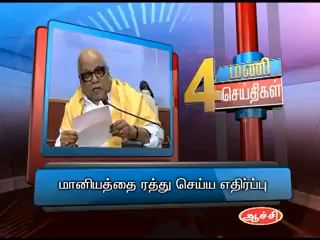 4 மணி
செய்திகள்
மானியத்தை ரத்து செய்ய எதிர்ப்பு
ஆச்சி